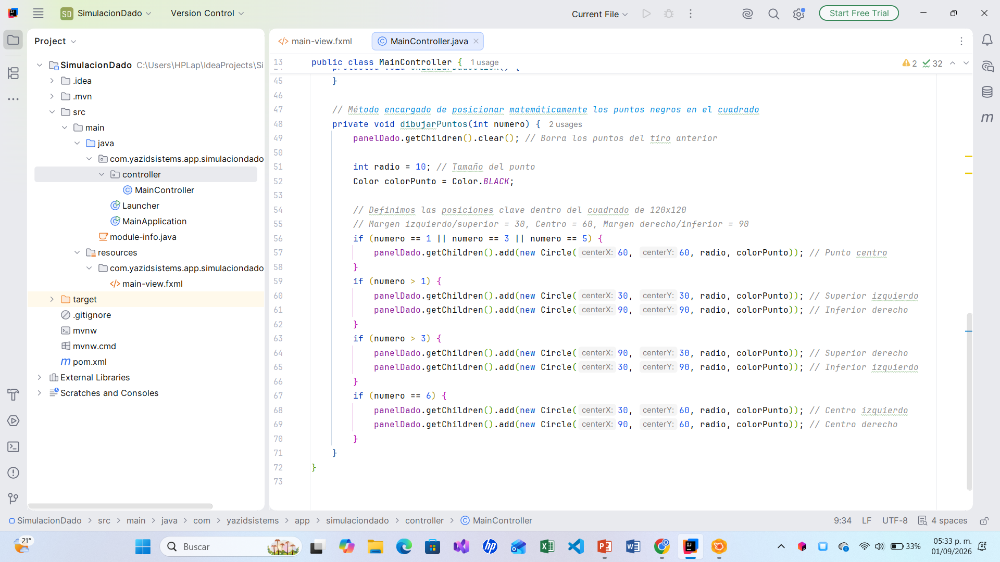 SD SimulacionDado Version Control Current File Start Free Trial
Project
SimulacionDado C:\Users\HPLap\IdeaProjects\Si
.idea
.mvn
src
main
java
com.yazidsistems.app.simulaciondado
controller
MainController
Launcher
MainApplication
module-info.java
resources
com.yazidsistems.app.simulaciondado
main-view.fxml
target
.gitignore
mvnw
mvnw.cmd
pom.xml
External Libraries
Scratches and Consoles
main-view.fxml MainController.java
13 public class MainController { 1 usage 2 32
45 }
46
47 // Método encargado de posicionar matemáticamente los puntos negros en el cuadrado
48 private void dibujarPuntos(int numero) { 2 usages
49 panelDado.getChildren().clear(); // Borra los puntos del tiro anterior
50
51 int radio = 10; // Tamaño del punto
52 Color colorPunto = Color.BLACK;
53
54 // Definimos las posiciones clave dentro del cuadrado de 120x120
55 // Margen izquierdo/superior = 30, Centro = 60, Margen derecho/inferior = 90
56 if (numero == 1 || numero == 3 || numero == 5) {
57 panelDado.getChildren().add(new Circle( centerX: 60, centerY: 60, radio, colorPunto)); // Punto centro
58 }
59 if (numero > 1) {
60 panelDado.getChildren().add(new Circle( centerX: 30, centerY: 30, radio, colorPunto)); // Superior izquierdo
61 panelDado.getChildren().add(new Circle( centerX: 90, centerY: 90, radio, colorPunto)); // Inferior derecho
62 }
63 if (numero > 3) {
64 panelDado.getChildren().add(new Circle( centerX: 90, centerY: 30, radio, colorPunto)); // Superior derecho
65 panelDado.getChildren().add(new Circle( centerX: 30, centerY: 90, radio, colorPunto)); // Inferior izquierdo
66 }
67 if (numero == 6) {
68 panelDado.getChildren().add(new Circle( centerX: 30, centerY: 60, radio, colorPunto)); // Centro izquierdo
69 panelDado.getChildren().add(new Circle( centerX: 90, centerY: 60, radio, colorPunto)); // Centro derecho
70 }
71 }
72 }
73
SimulacionDado > src > main > java > com > yazidsistems > app > simulaciondado > controller > MainController 9:34 LF UTF-8 4 spaces
21° Buscar 33% 05:33 p. m.
01/09/2026